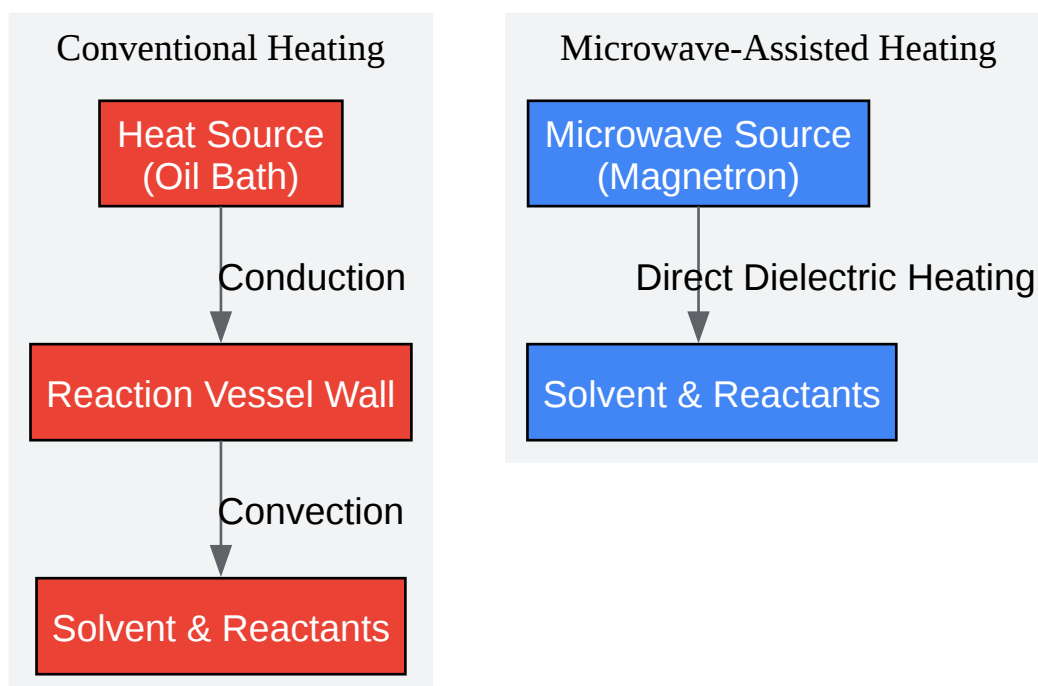 Conventional Heating
Heat Source
(Oil Bath)
Conduction
Reaction Vessel Wall
Convection
Solvent & Reactants
Microwave-Assisted Heating
Microwave Source
(Magnetron)
Direct Dielectric Heating
Solvent & Reactants